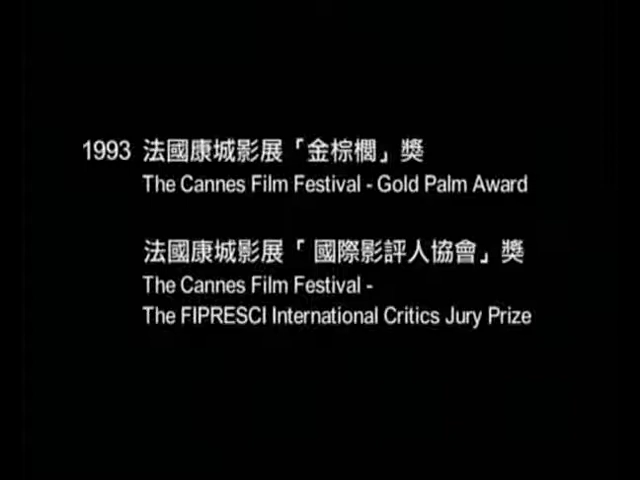 1993 法國康城影展「金棕櫚」獎
The Cannes Film Festival - Gold Palm Award
法國康城影展「 國際影評人協會」獎
The Cannes Film Festival -
The FIPRESCI International Critics Jury Prize